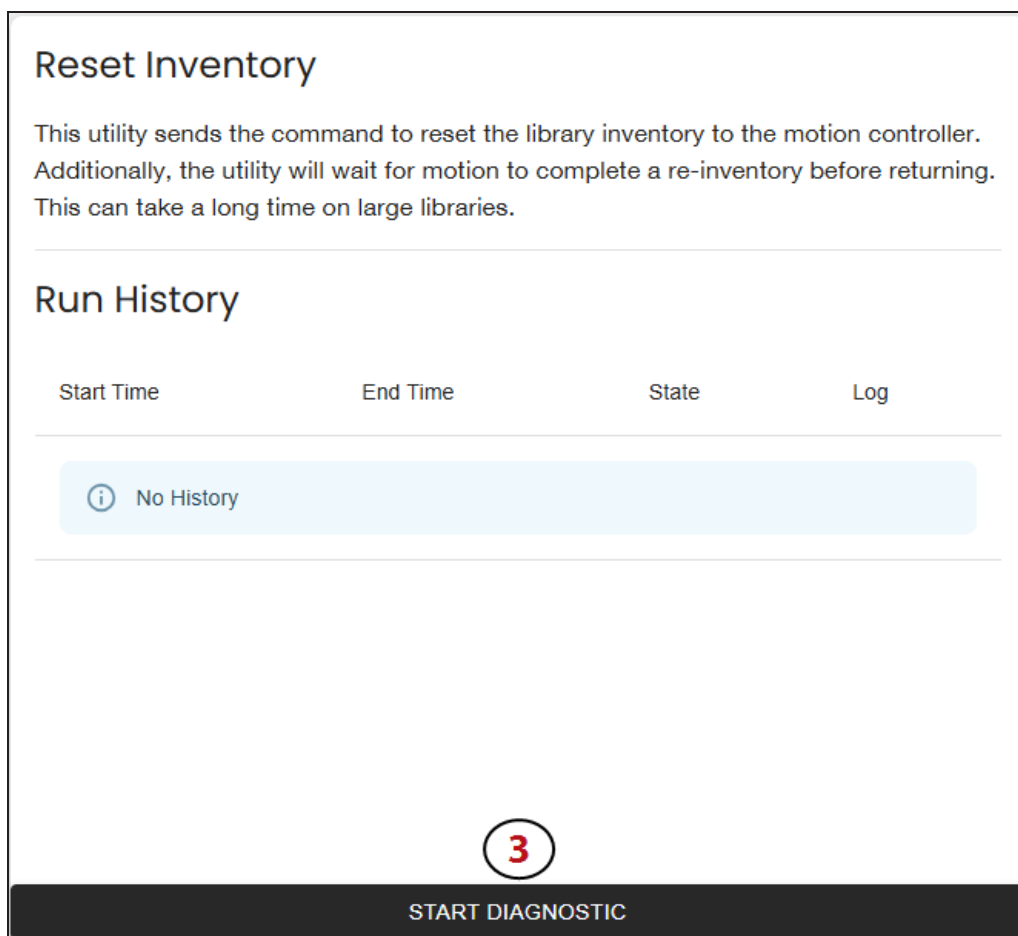 Reset Inventory
This utility sends the command to reset the library inventory to the motion controller.
Additionally, the utility will wait for motion to complete a re-inventory before returning.
This can take a long time on large libraries.
Run History
Start Time End Time State Log
No History
3
START DIAGNOSTIC